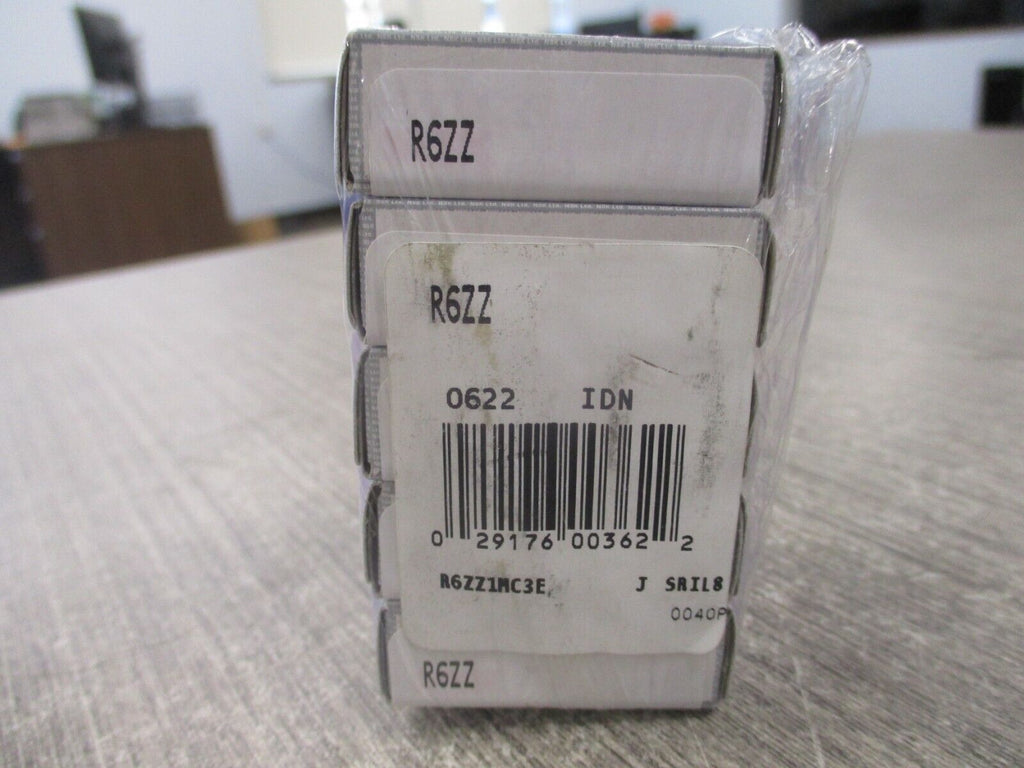 R6ZZ
R6ZZ
0622 IDN
0 29176 00362 2
R6ZZ1MC3E J SRIL8
0040P
R6ZZ